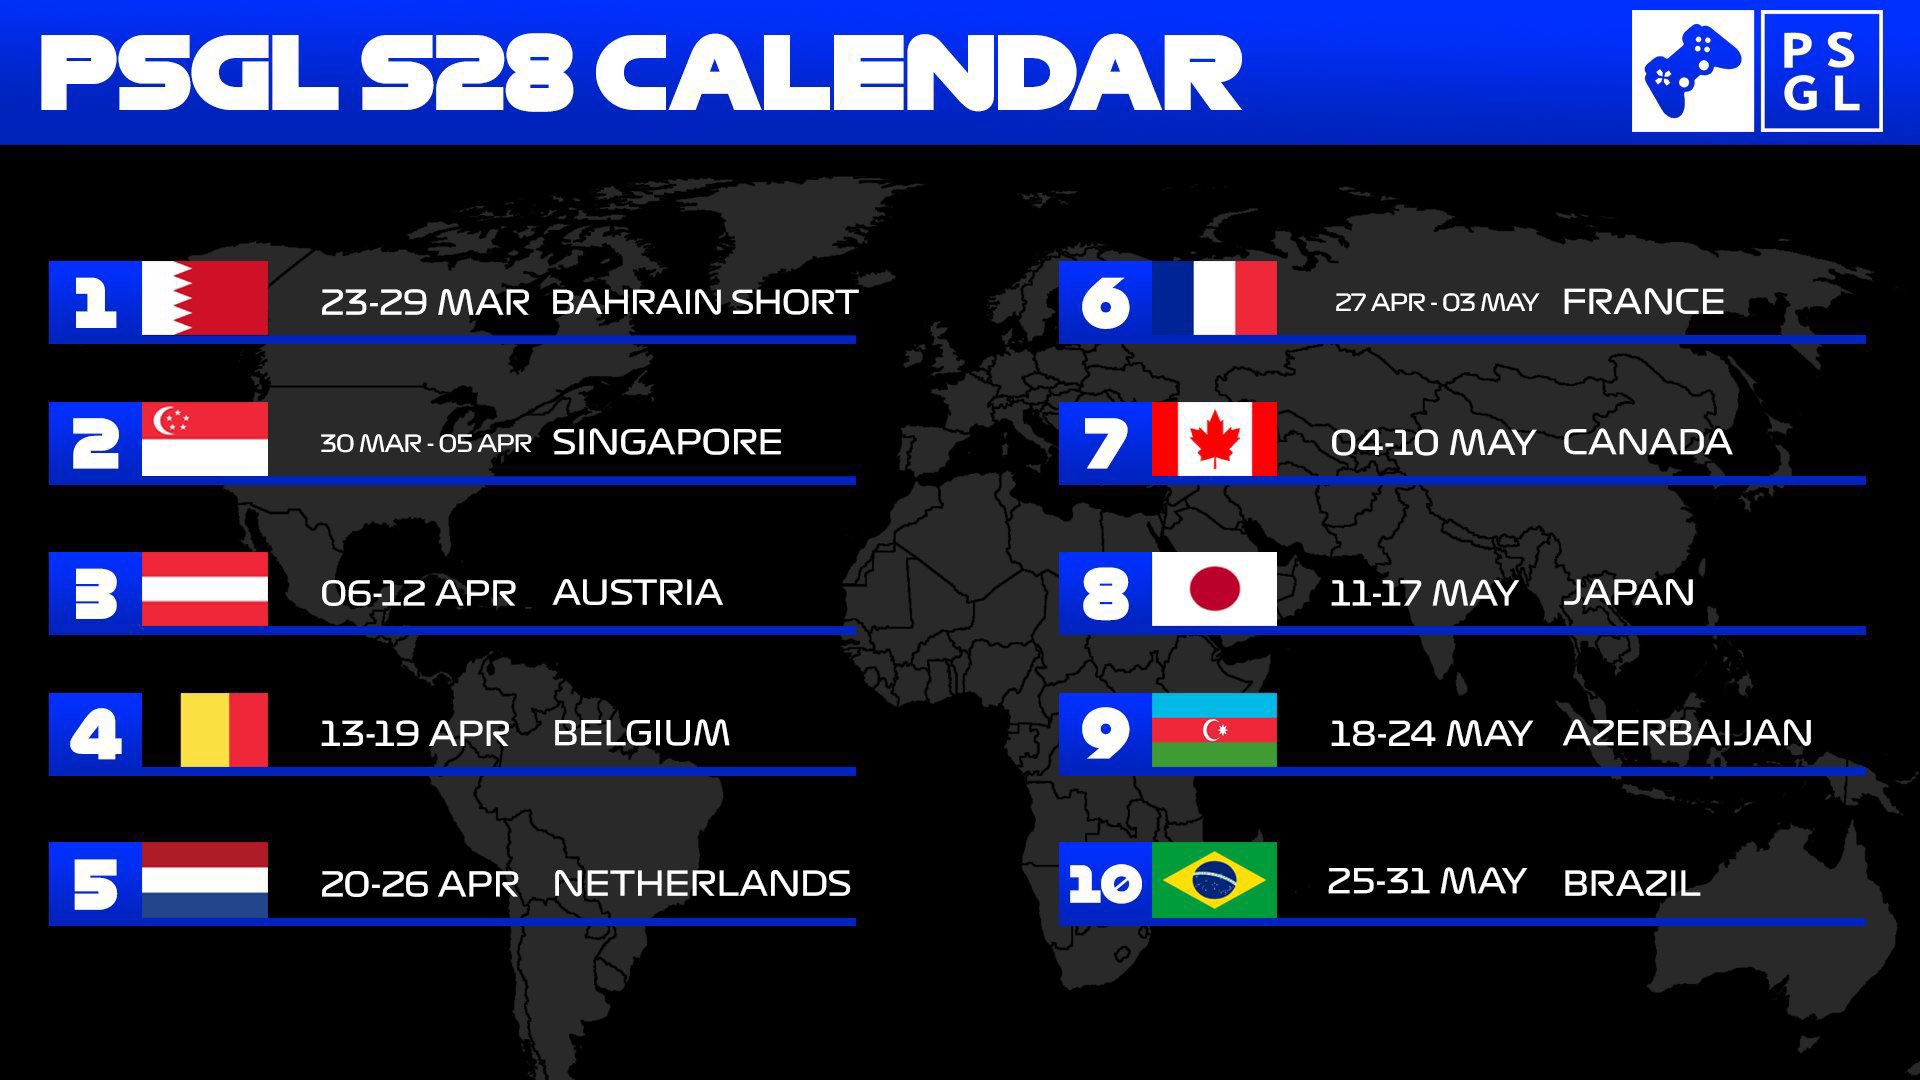 PSGL S28 CALENDAR
PS
GL
1 23-29 MAR BAHRAIN SHORT
2 30 MAR - 05 APR SINGAPORE
3 06-12 APR AUSTRIA
4 13-19 APR BELGIUM
5 20-26 APR NETHERLANDS
6 27 APR - 03 MAY FRANCE
7 04-10 MAY CANADA
8 11-17 MAY JAPAN
9 18-24 MAY AZERBAIJAN
10 25-31 MAY BRAZIL